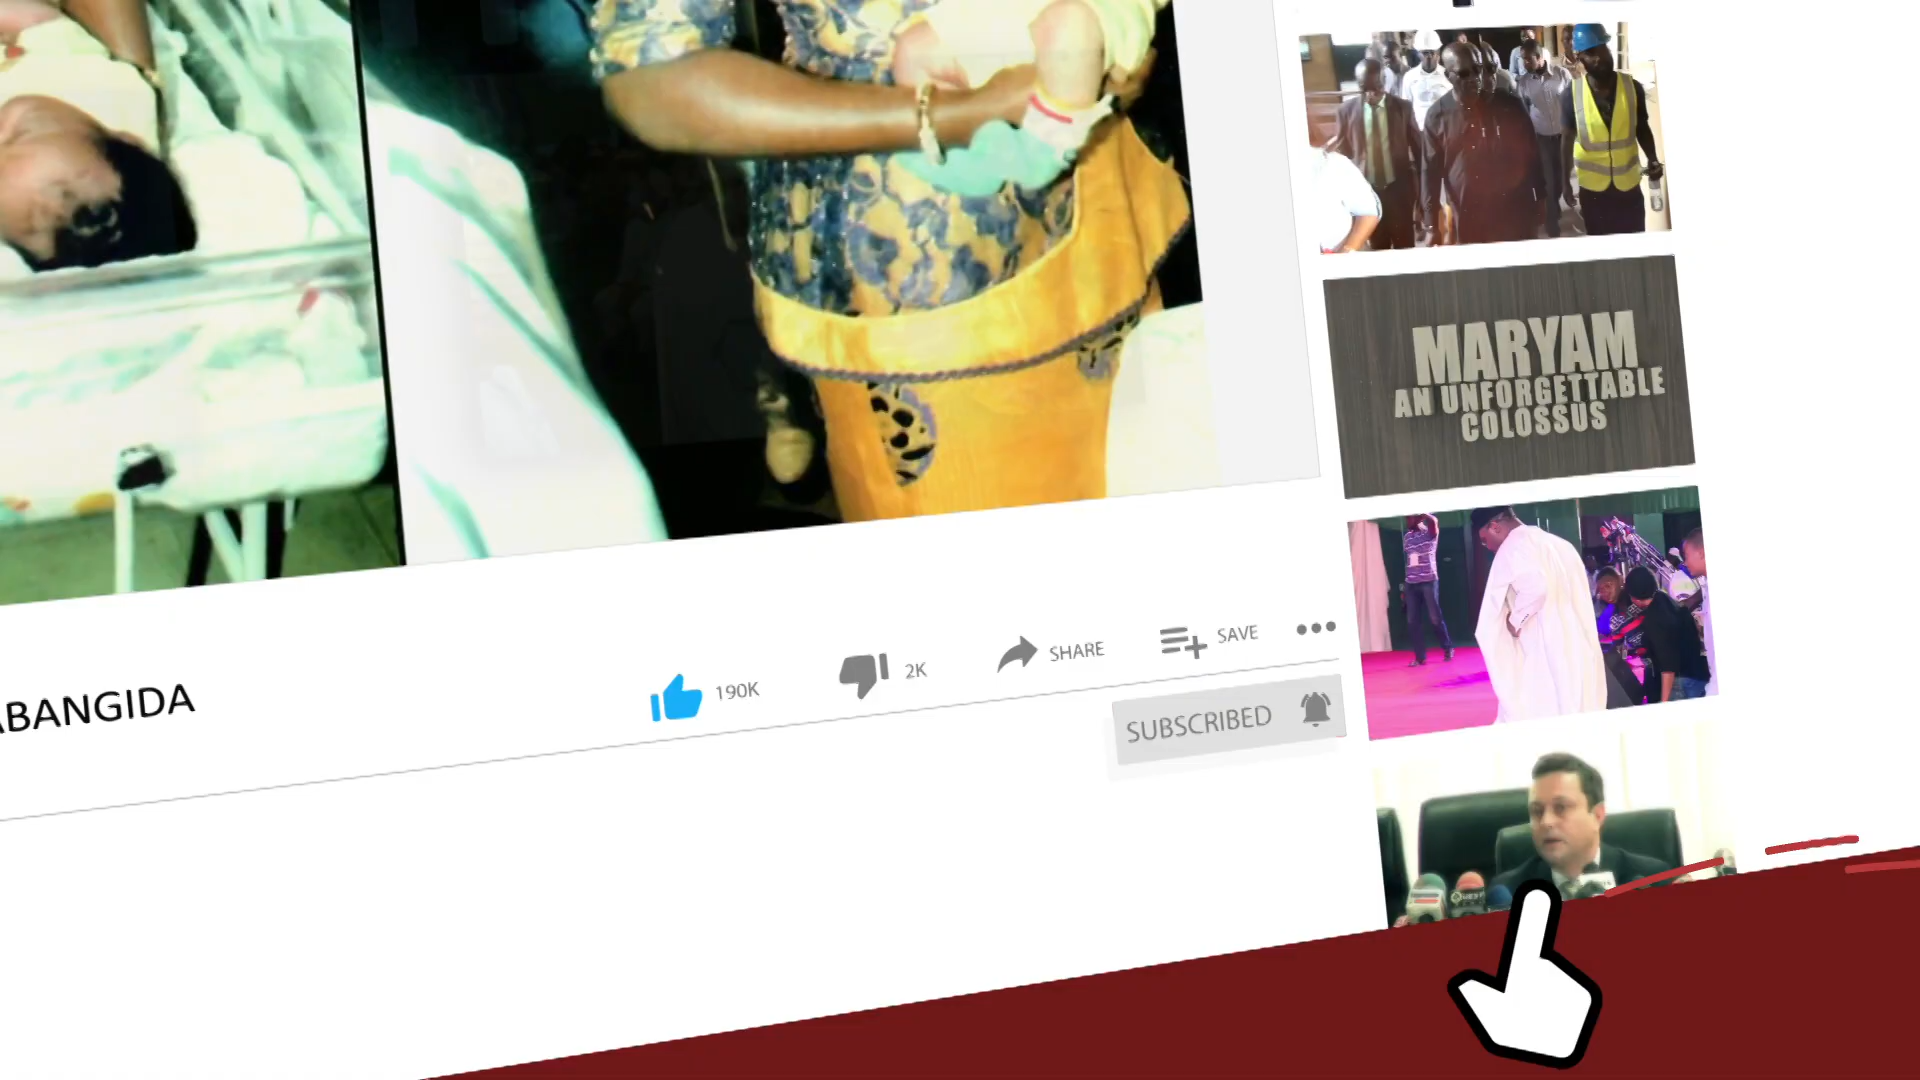 MARYAM
AN UNFORGETTABLE
COLOSSUS
ABANGIDA
190K
2K
SHARE
SAVE
SUBSCRIBED